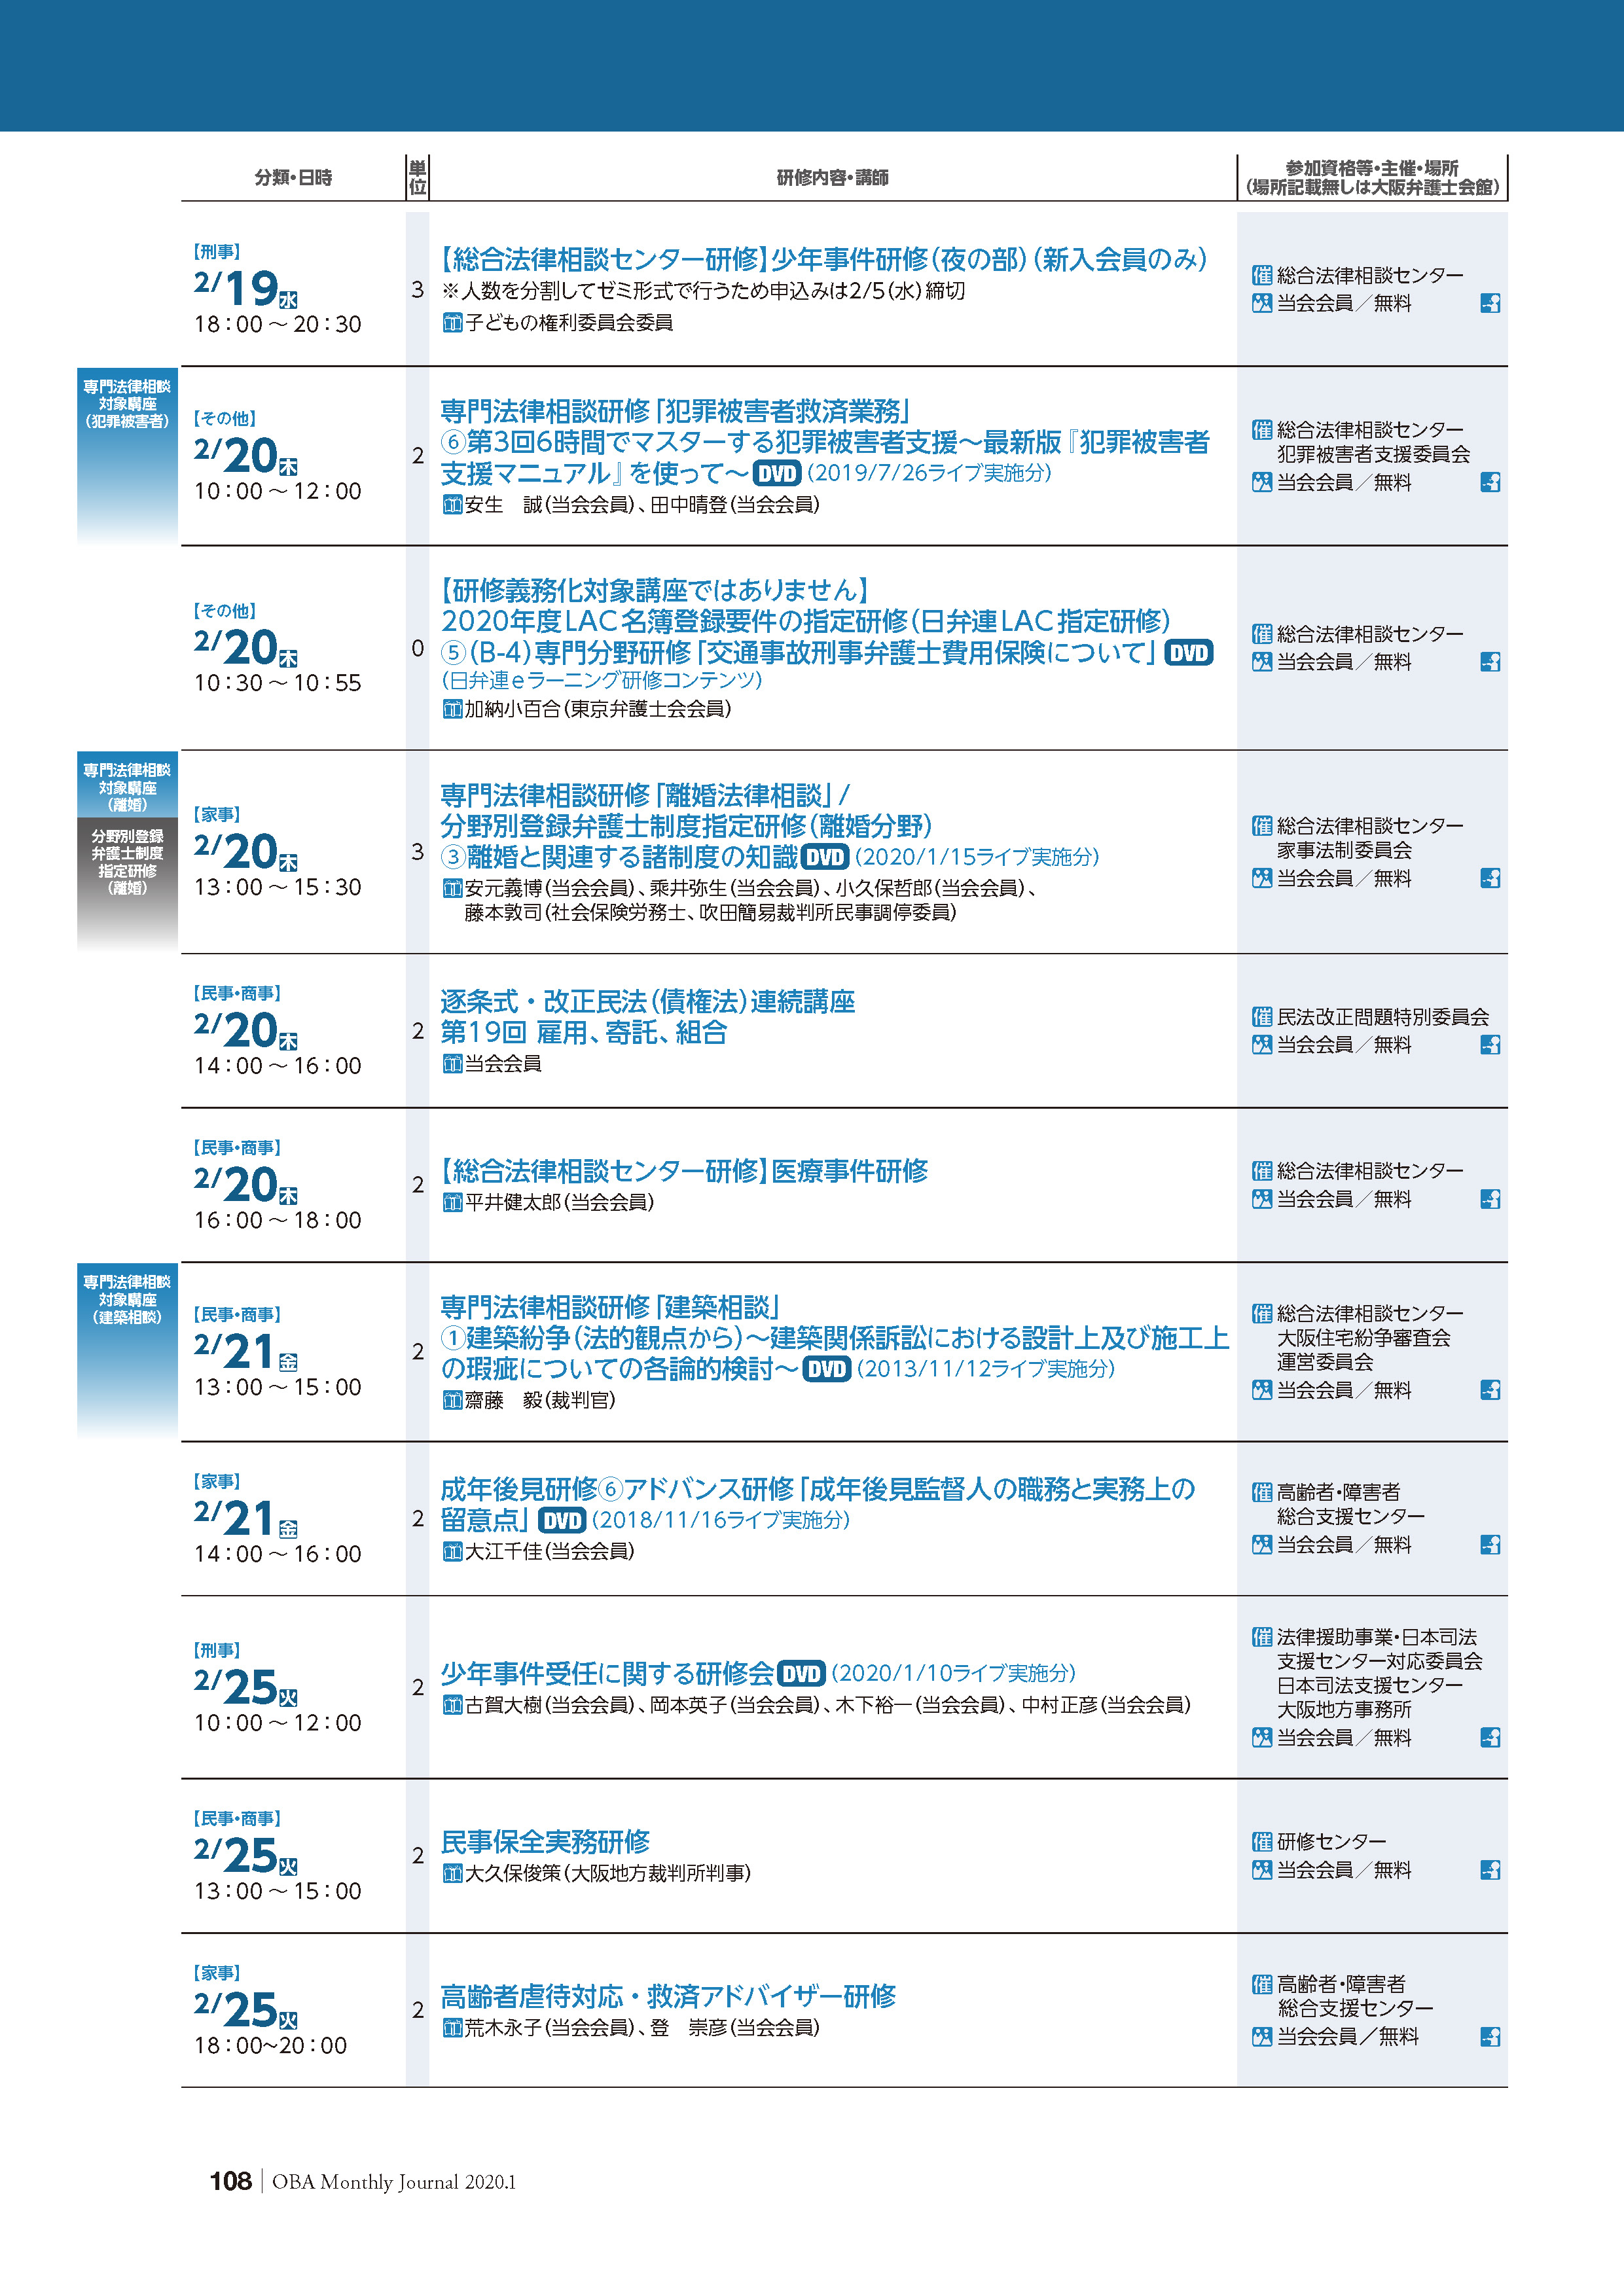 分類・日時
単位
研修内容・講師
参加資格等・主催・場所
（場所記載無しは大阪弁護士会館）
【刑事】
2/19水
18：00 ～ 20：30
3
【総合法律相談センター研修】少年事件研修（夜の部）（新入会員のみ）
※人数を分割してゼミ形式で行うため申込みは2/5（水）締切
子どもの権利委員会委員
催 総合法律相談センター
当会会員／無料
専門法律相談
対象講座
（犯罪被害者）
【その他】
2/20木
10：00 ～ 12：00
2
専門法律相談研修「犯罪被害者救済業務」
⑥第3回6時間でマスターする犯罪被害者支援～最新版『犯罪被害者
支援マニュアル』を使って～ DVD（2019/7/26ライブ実施分）
安生　誠（当会会員）、田中晴登（当会会員）
催 総合法律相談センター
犯罪被害者支援委員会
当会会員／無料
【その他】
2/20木
10：30 ～ 10：55
0
【研修義務化対象講座ではありません】
2020年度LAC名簿登録要件の指定研修（日弁連LAC指定研修）
⑤（B-4）専門分野研修「交通事故刑事弁護士費用保険について」 DVD
（日弁連eラーニング研修コンテンツ）
加納小百合（東京弁護士会会員）
催 総合法律相談センター
当会会員／無料
専門法律相談
対象講座
（離婚）
分野別登録
弁護士制度
指定研修
（離婚）
【家事】
2/20木
13：00 ～ 15：30
3
専門法律相談研修「離婚法律相談」/
分野別登録弁護士制度指定研修（離婚分野）
③離婚と関連する諸制度の知識 DVD（2020/1/15ライブ実施分）
安元義博（当会会員）、乘井弥生（当会会員）、小久保哲郎（当会会員）、
藤本敦司（社会保険労務士、吹田簡易裁判所民事調停委員）
催 総合法律相談センター
家事法制委員会
当会会員／無料
【民事・商事】
2/20木
14：00 ～ 16：00
2
逐条式・改正民法（債権法）連続講座
第19回 雇用、寄託、組合
当会会員
催 民法改正問題特別委員会
当会会員／無料
【民事・商事】
2/20木
16：00 ～ 18：00
2
【総合法律相談センター研修】医療事件研修
平井健太郎（当会会員）
催 総合法律相談センター
当会会員／無料
専門法律相談
対象講座
（建築相談）
【民事・商事】
2/21金
13：00 ～ 15：00
2
専門法律相談研修「建築相談」
①建築紛争（法的観点から）～建築関係訴訟における設計上及び施工上
の瑕疵についての各論的検討～ DVD（2013/11/12ライブ実施分）
齋藤　毅（裁判官）
催 総合法律相談センター
大阪住宅紛争審査会
運営委員会
当会会員／無料
【家事】
2/21金
14：00 ～ 16：00
2
成年後見研修⑥アドバンス研修「成年後見監督人の職務と実務上の
留意点」 DVD（2018/11/16ライブ実施分）
大江千佳（当会会員）
催 高齢者・障害者
総合支援センター
当会会員／無料
【刑事】
2/25火
10：00 ～ 12：00
2
少年事件受任に関する研修会 DVD（2020/1/10ライブ実施分）
古賀大樹（当会会員）、岡本英子（当会会員）、木下裕一（当会会員）、中村正彦（当会会員）
催 法律援助事業・日本司法
支援センター対応委員会
日本司法支援センター
大阪地方事務所
当会会員／無料
【民事・商事】
2/25火
13：00 ～ 15：00
2
民事保全実務研修
大久保俊策（大阪地方裁判所判事）
催 研修センター
当会会員／無料
【家事】
2/25火
18：00~20：00
2
高齢者虐待対応・救済アドバイザー研修
荒木永子（当会会員）、登　崇彦（当会会員）
催 高齢者・障害者
総合支援センター
当会会員／無料
108 OBA Monthly Journal 2020.1